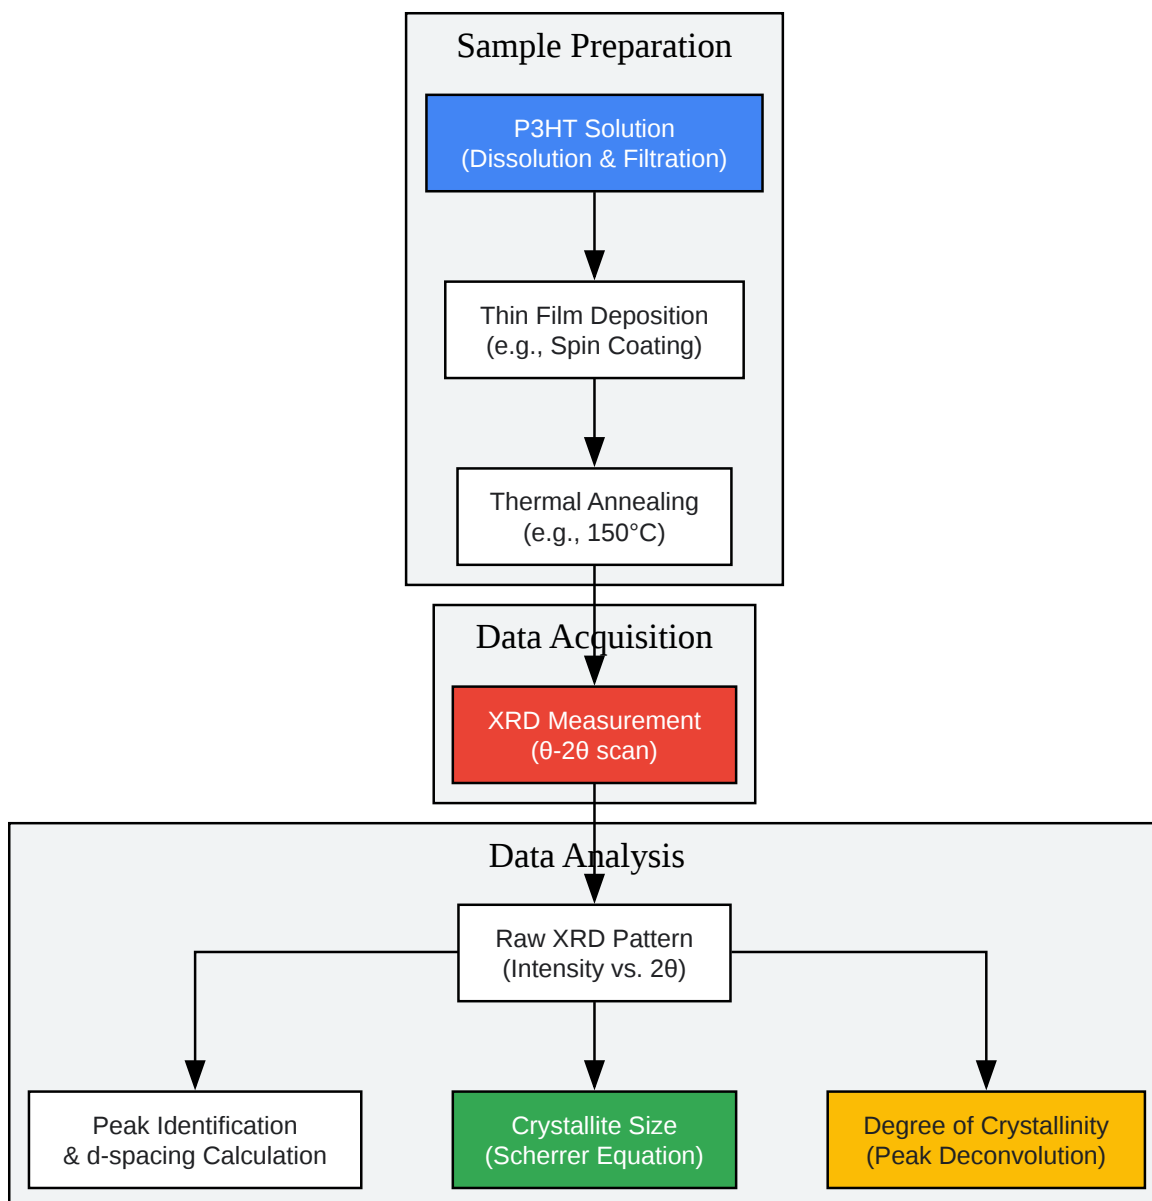 Sample Preparation
P3HT Solution
(Dissolution & Filtration)
Thin Film Deposition
(e.g., Spin Coating)
Thermal Annealing
(e.g., 150°C)
Data Acquisition
XRD Measurement
(θ-2θ scan)
Data Analysis
Raw XRD Pattern
(Intensity vs. 2θ)
Peak Identification
& d-spacing Calculation
Crystallite Size
(Scherrer Equation)
Degree of Crystallinity
(Peak Deconvolution)